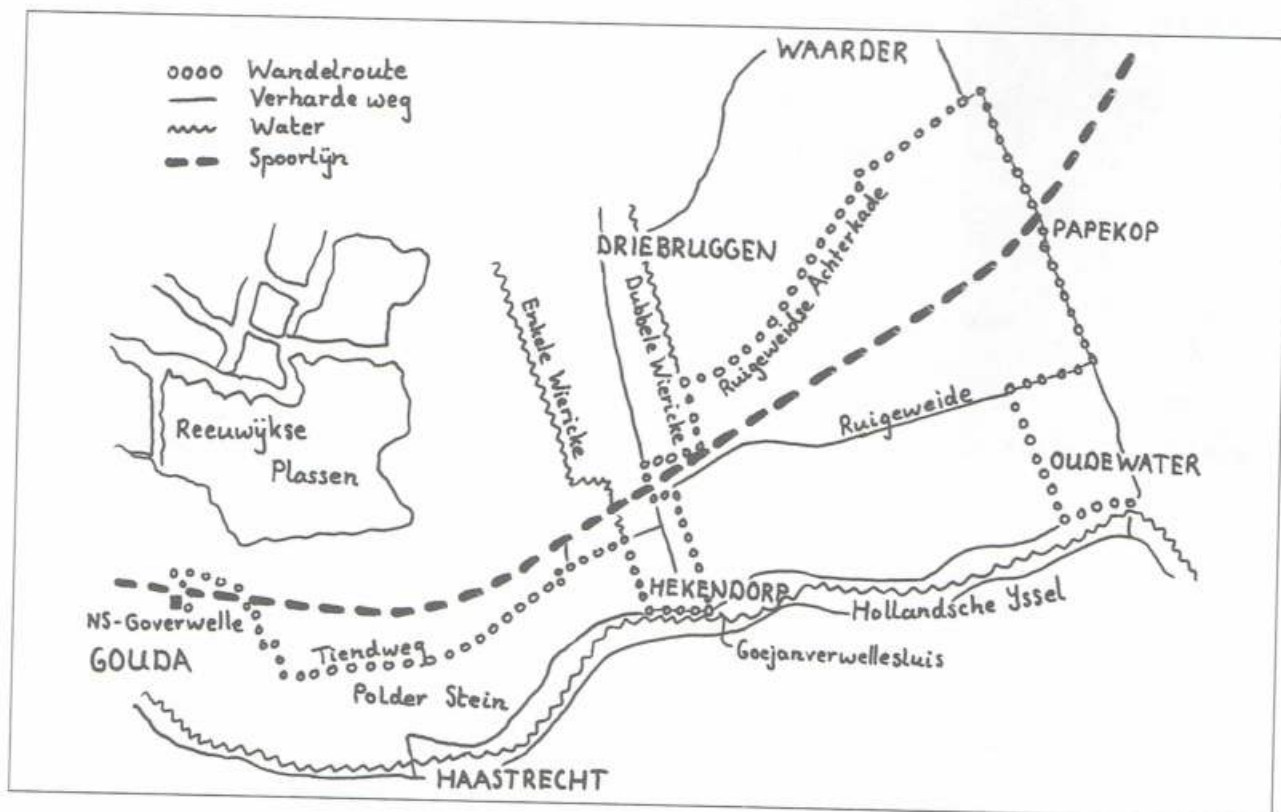 Wandelroute
Verharde weg
Water
Spoorlijn
WAARDER
DRIEBRUGGEN
PAPEKOP
Enkele Wiericke
Dubbele Wiericke
Ruigeweidse Achterkade
Reeuwijkse
Plassen
Ruigeweide
OUDEWATER
HEKENDORP
Hollandsche Yssel
Goejanverwellesluis
NS-Goverwelle
GOUDA
Tiendweg
Polder Stein
HAASTRECHT